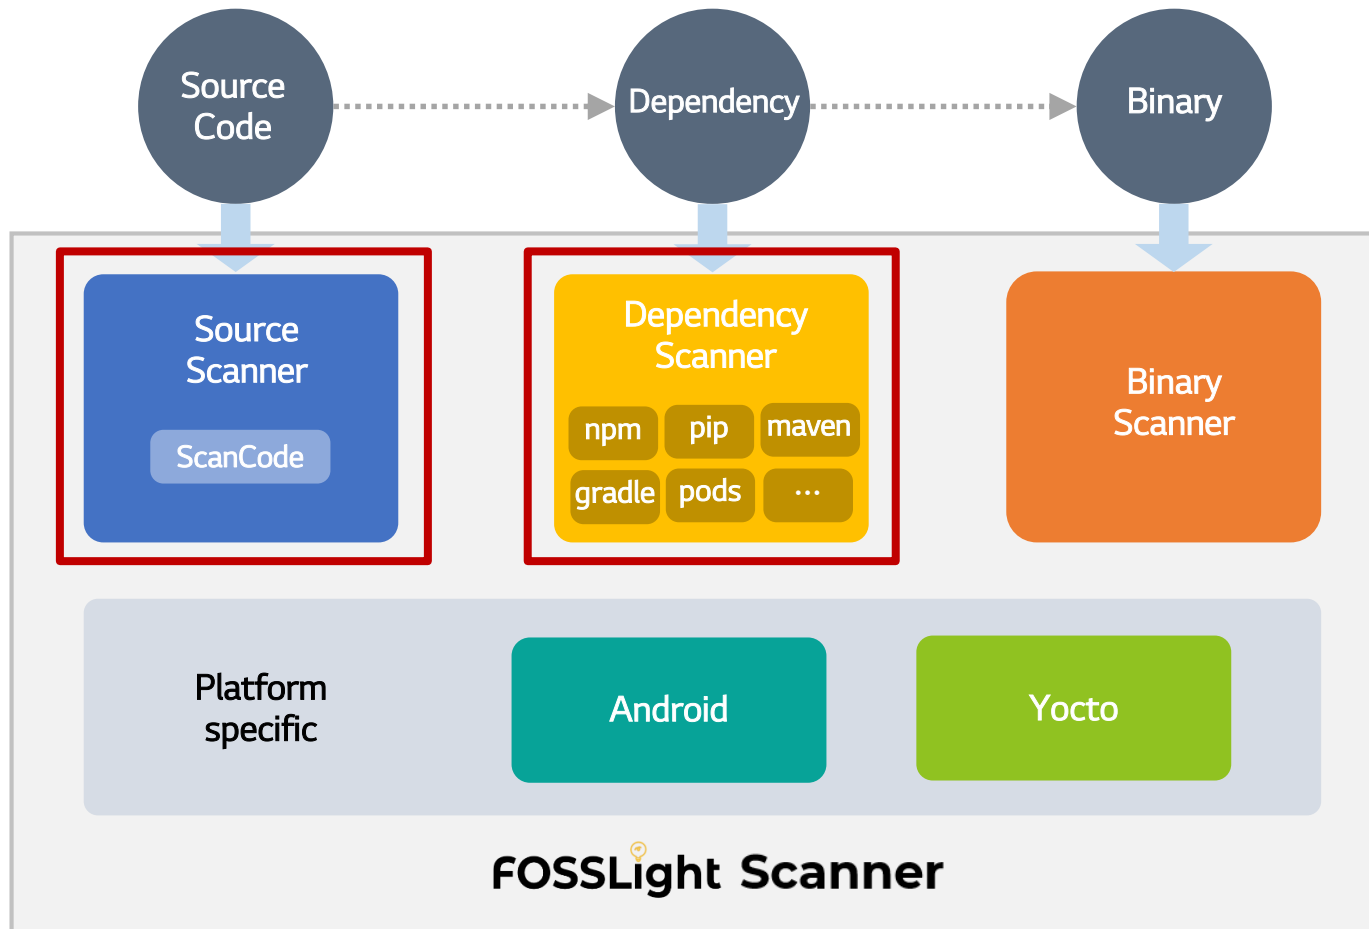 Source
Code
Dependency
Binary
Source
Scanner
ScanCode
Dependency
Scanner
npm
pip
maven
gradle
pods
...
Binary
Scanner
Platform
specific
Android
Yocto
FOSSLight Scanner